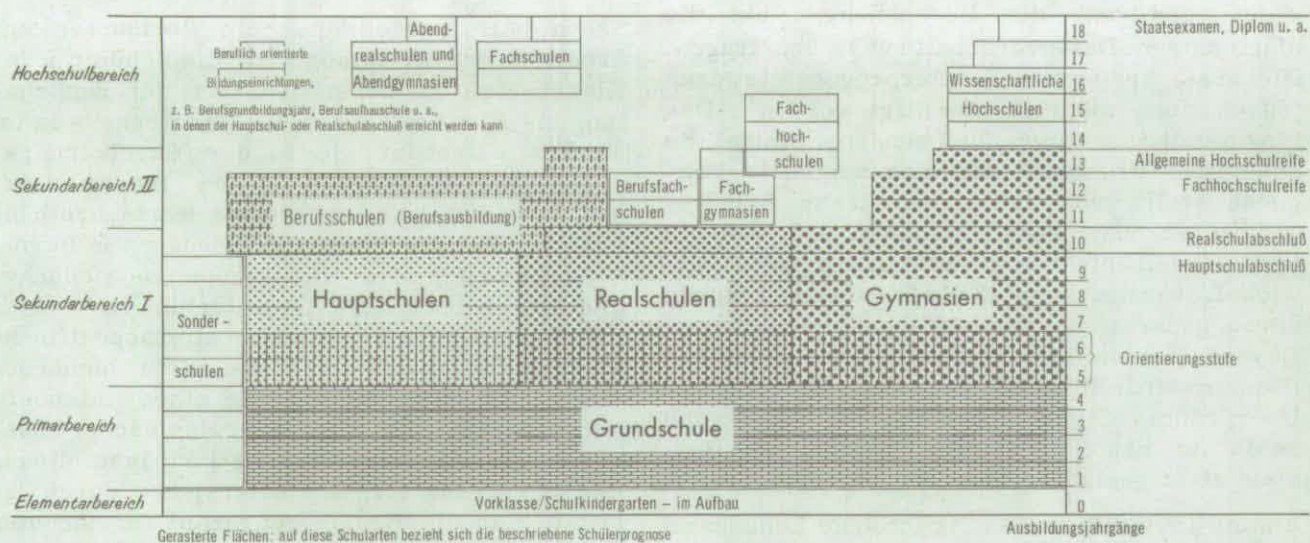 Hochschulbereich
Sekundarbereich II
Sekundarbereich I
Primarbereich
Elementarbereich
Beruflich orientierte
Bildungseinrichtungen,
z. B. Berufsgrundbildungsjahr, Berufsaufbauschule u. a.,
in denen der Hauptschul- oder Realschulabschluß erreicht werden kann
Abend-
realschulen und
Abendgymnasien
Fachschulen
Wissenschaftliche
Hochschulen
Fach-
hoch-
schulen
Berufsschulen (Berufsausbildung)
Berufsfach-
schulen
Fach-
gymnasien
Sonder-
schulen
Hauptschulen
Realschulen
Gymnasien
Grundschule
Vorklasse/Schulkindergarten – im Aufbau
18
17
16
15
14
13
12
11
10
9
8
7
6
5
4
3
2
1
0
Staatsexamen, Diplom u. a.
Allgemeine Hochschulreife
Fachhochschulreife
Realschulabschluß
Hauptschulabschluß
Orientierungsstufe
Gerasterte Flächen: auf diese Schularten bezieht sich die beschriebene Schülerprognose
Ausbildungsjahrgänge